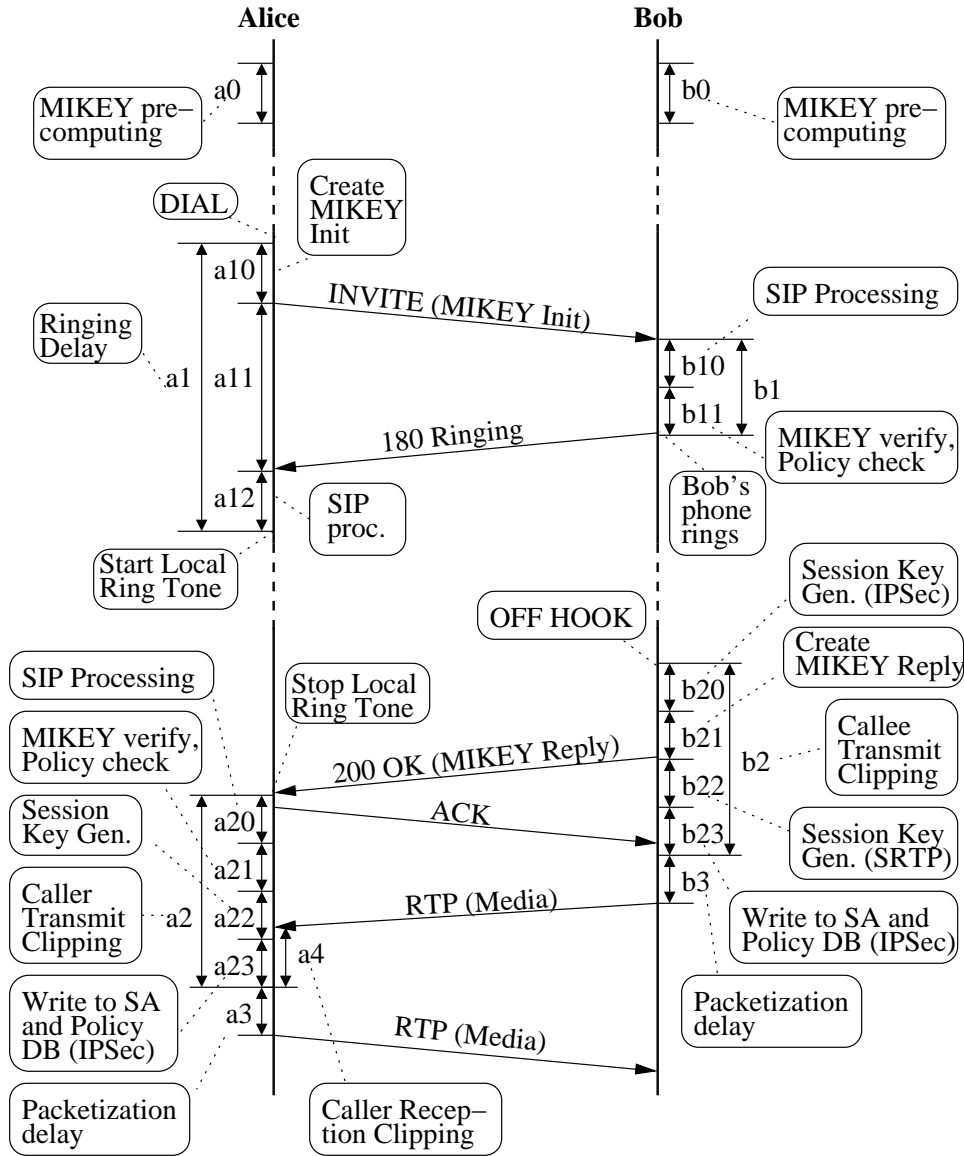 Alice
Bob
a0
b0
MIKEY pre–
computing
MIKEY pre–
computing
Create
MIKEY
Init
DIAL
a10
INVITE (MIKEY Init)
SIP Processing
Ringing
Delay
a1
a11
b10
b1
b11
180 Ringing
MIKEY verify,
Policy check
a12
SIP
proc.
Bob's
phone
rings
Start Local
Ring Tone
Session Key
Gen. (IPSec)
OFF HOOK
Create
MIKEY Reply
SIP Processing
Stop Local
Ring Tone
b20
MIKEY verify,
Policy check
b21
200 OK (MIKEY Reply)
b2
Callee
Transmit
Clipping
b22
Session
Key Gen.
a20
ACK
b23
Session Key
Gen. (SRTP)
a21
b3
Caller
Transmit
Clipping
a2
a22
RTP (Media)
Write to SA and
Policy DB (IPSec)
a23
a4
Write to SA
and Policy
DB (IPSec)
a3
Packetization
delay
RTP (Media)
Packetization
delay
Caller Recep–
tion Clipping